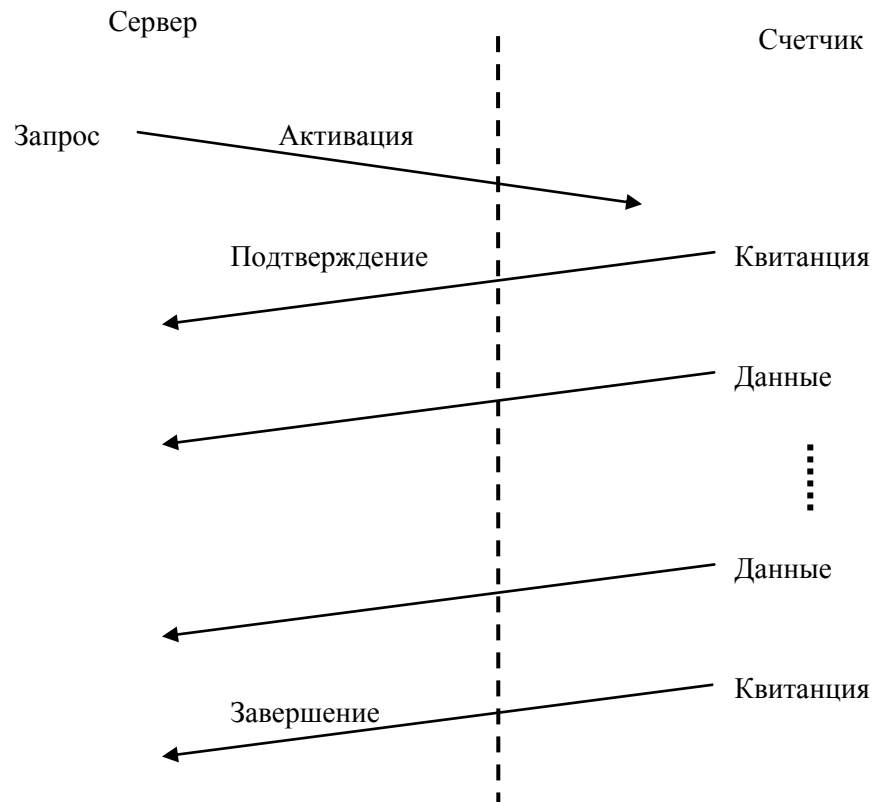 Сервер
Счетчик
Запрос
Активация
Подтверждение
Квитанция
Данные
Данные
Завершение
Квитанция